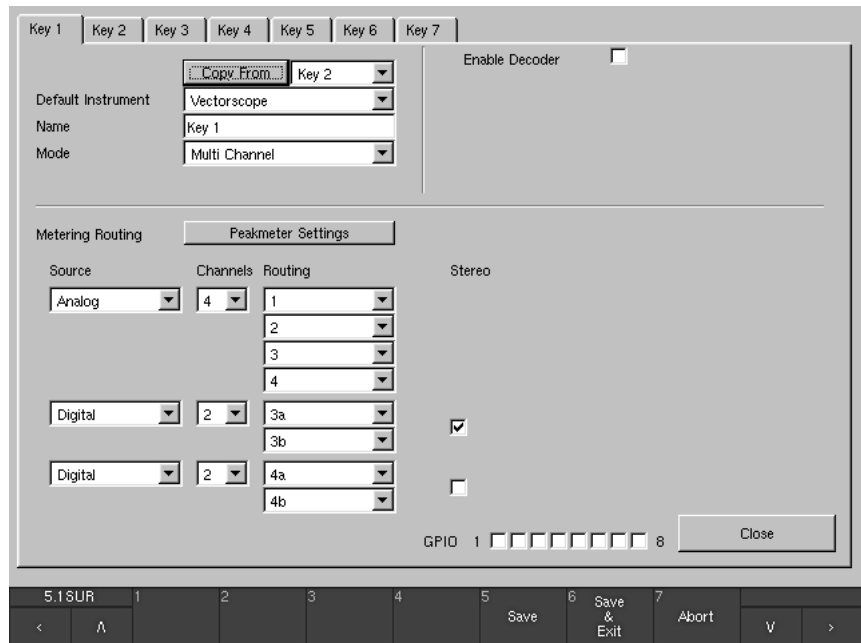 Key 1 Key 2 Key 3 Key 4 Key 5 Key 6 Key 7
Copy From Key 2 Enable Decoder
Default Instrument Vectorscope
Name Key 1
Mode Multi Channel
Metering Routing Peakmeter Settings
Source Channels Routing Stereo
Analog 4 1
2
3
4
Digital 2 3a
3b
Digital 2 4a
4b
GPIO 1 8 Close
5.1SUR 1 2 3 4 5 Save 6 Save & Exit 7 Abort
< Λ V >